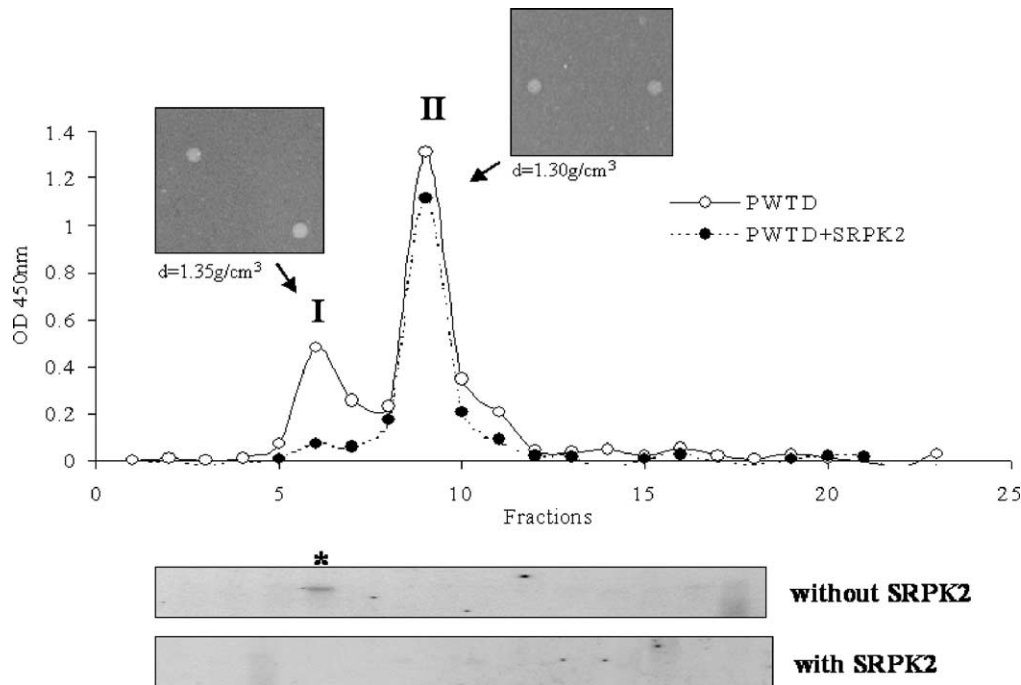 II
d=1.30g/cm3
I
d=1.35g/cm3
PWTD
PWTD+SRPK2
OD 450nm
1.4
1.2
1
0.8
0.6
0.4
0.2
0
0 5 10 15 20 25
Fractions
*
without SRPK2
with SRPK2